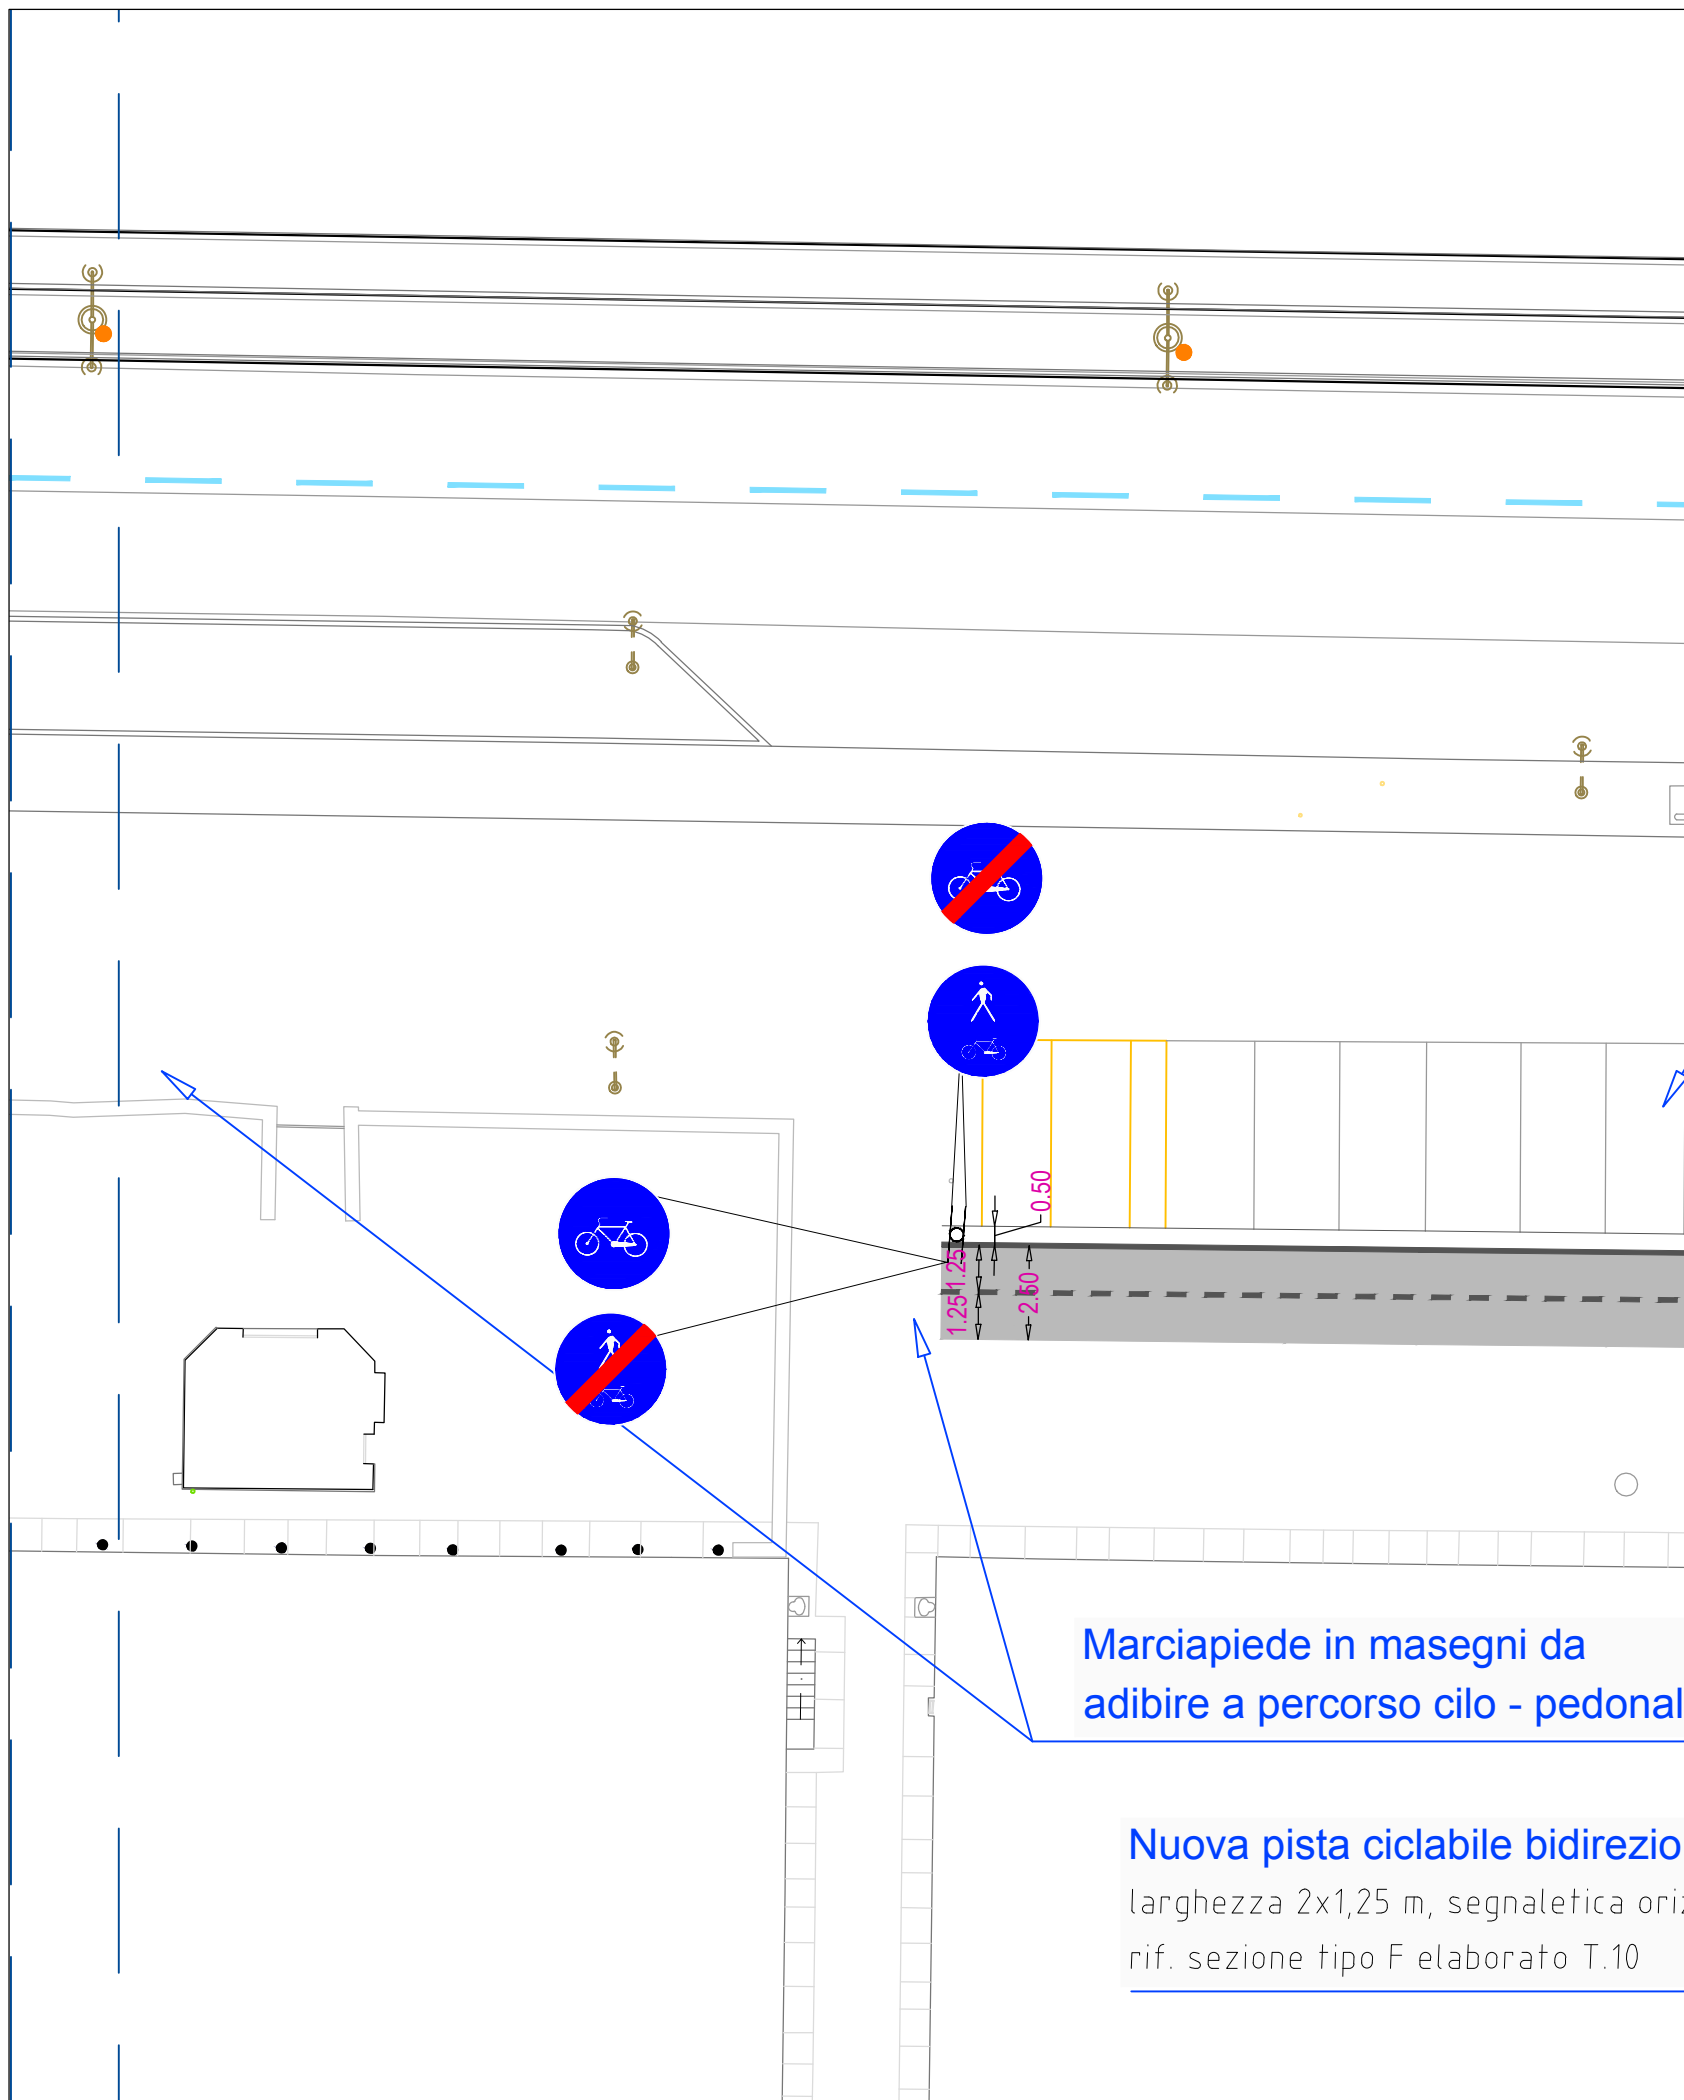 0.50
1.25
1.25
2.50
Marciapiede in masegni da
adibire a percorso cilo - pedonal
Nuova pista ciclabile bidirezio
larghezza 2x1,25 m, segnaletica oriz
rif. sezione tipo F elaborato T.10